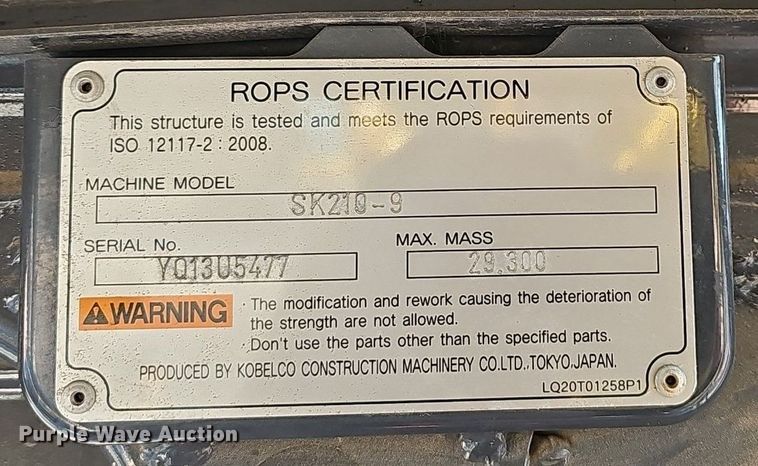 ROPS CERTIFICATION
This structure is tested and meets the ROPS requirements of
ISO 12117-2 : 2008.
MACHINE MODEL
SK210-9
SERIAL No.
MAX. MASS
YQ13U5477
29,300
WARNING
· The modification and rework causing the deterioration of
the strength are not allowed.
· Don't use the parts other than the specified parts.
PRODUCED BY KOBELCO CONSTRUCTION MACHINERY CO.LTD.,TOKYO,JAPAN.
LQ20T01258P1
Purple Wave Auction